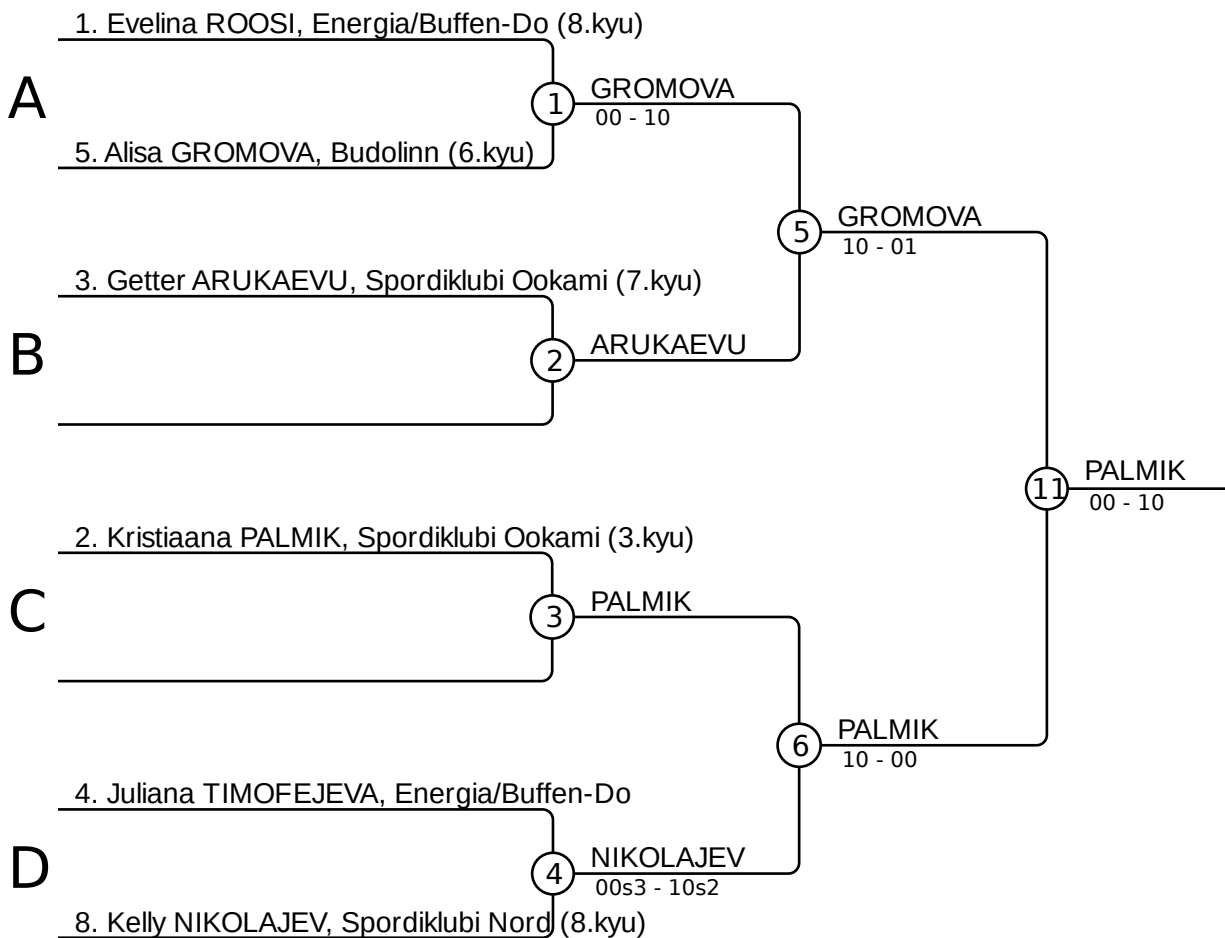 1. Evelina ROOSI, Energia/Buffen-Do (8.kyu)
A
1
GROMOVA
00 - 10
5. Alisa GROMOVA, Budolinn (6.kyu)
5
GROMOVA
10 - 01
3. Getter ARUKAEVU, Spordiklubi Ookami (7.kyu)
B
2
ARUKAEVU
11
PALMIK
00 - 10
2. Kristiaana PALMIK, Spordiklubi Ookami (3.kyu)
C
3
PALMIK
6
PALMIK
10 - 00
4. Juliana TIMOFEJEVA, Energia/Buffen-Do
D
4
NIKOLAJEV
00s3 - 10s2
8. Kelly NIKOLAJEV, Spordiklubi Nord (8.kyu)